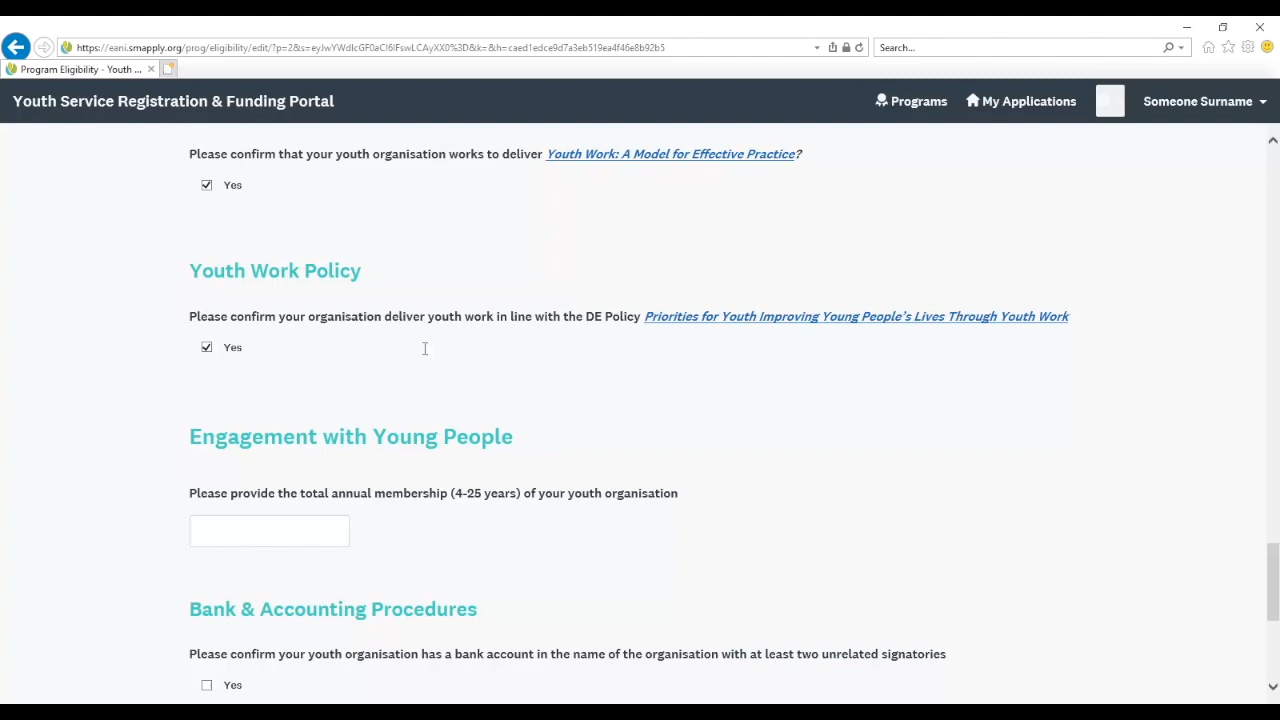 https://eani.smapply.org/prog/eligibility/edit/?p=2&s=eyJwYWdlcGF0aCI6IFswLCAyXX0%3D&k=&h=caed1edce9d7a3eb519ea4f46e8b92b5
Search...
Program Eligibility - Youth ...
Youth Service Registration & Funding Portal
Programs
My Applications
Someone Surname
Please confirm that your youth organisation works to deliver Youth Work: A Model for Effective Practice?
Yes
Youth Work Policy
Please confirm your organisation deliver youth work in line with the DE Policy Priorities for Youth Improving Young People's Lives Through Youth Work
Yes
Engagement with Young People
Please provide the total annual membership (4-25 years) of your youth organisation
Bank & Accounting Procedures
Please confirm your youth organisation has a bank account in the name of the organisation with at least two unrelated signatories
Yes